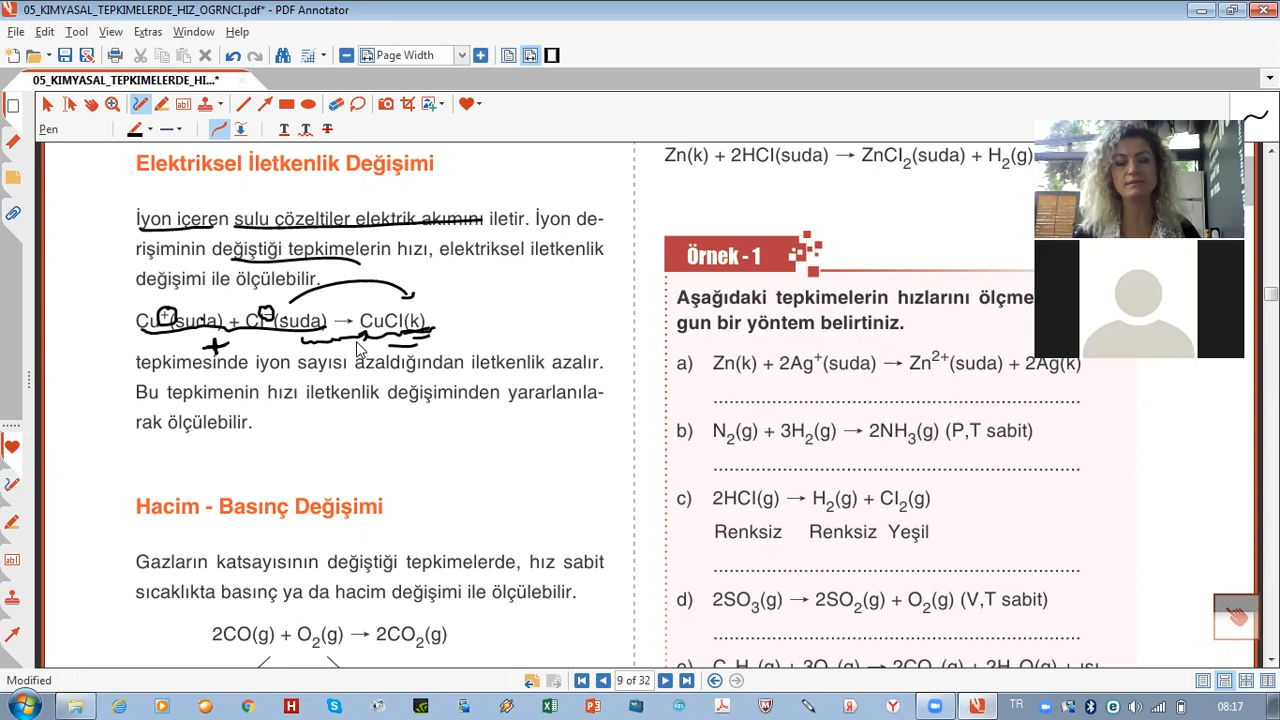 05_KIMYASAL_TEPKIMELERDE_HIZ_OGRNCI.pdf* - PDF Annotator
File Edit Tool View Extras Window Help
Page Width
05_KIMYASAL_TEPKIMELERDE_HI...*
Pen
Elektriksel İletkenlik Değişimi
İyon içeren sulu çözeltiler elektrik akımını iletir. İyon de-
rişiminin değiştiği tepkimelerin hızı, elektriksel iletkenlik
değişimi ile ölçülebilir.
Cu⁺(suda) + Cl⁻(suda) → CuCl(k)
tepkimesinde iyon sayısı azaldığından iletkenlik azalır.
Bu tepkimenin hızı iletkenlik değişiminden yararlanıla-
rak ölçülebilir.
Hacim - Basınç Değişimi
Gazların katsayısının değiştiği tepkimelerde, hız sabit
sıcaklıkta basınç ya da hacim değişimi ile ölçülebilir.
2CO(g) + O₂(g) → 2CO₂(g)
Zn(k) + 2HCl(suda) → ZnCl₂(suda) + H₂(g)
Örnek - 1
Aşağıdaki tepkimelerin hızlarını ölçme
gun bir yöntem belirtiniz.
a) Zn(k) + 2Ag⁺(suda) → Zn²⁺(suda) + 2Ag(k)
b) N₂(g) + 3H₂(g) → 2NH₃(g) (P,T sabit)
c) 2HCl(g) → H₂(g) + Cl₂(g)
Renksiz Renksiz Yeşil
d) 2SO₃(g) → 2SO₂(g) + O₂(g) (V,T sabit)
Modified
9 of 32
TR
08:17